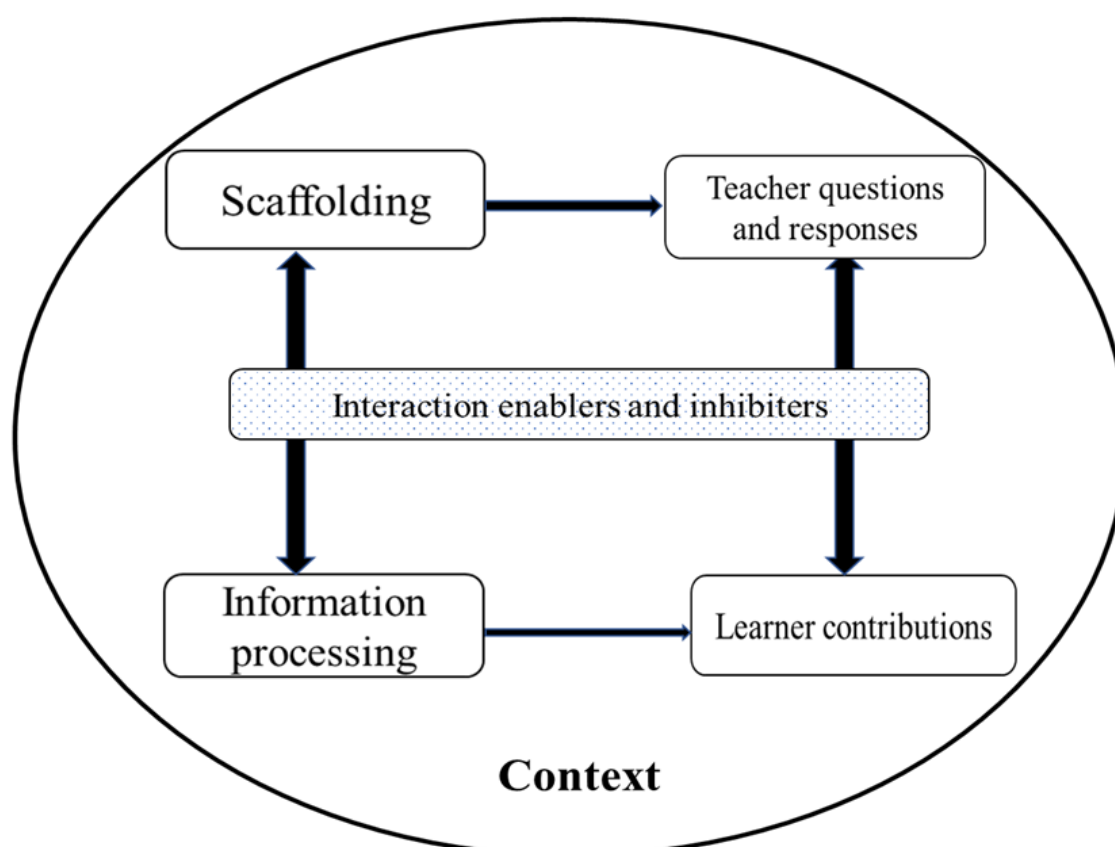 Scaffolding
Teacher questions
and responses
Interaction enablers and inhibiters
Information
processing
Learner contributions
Context